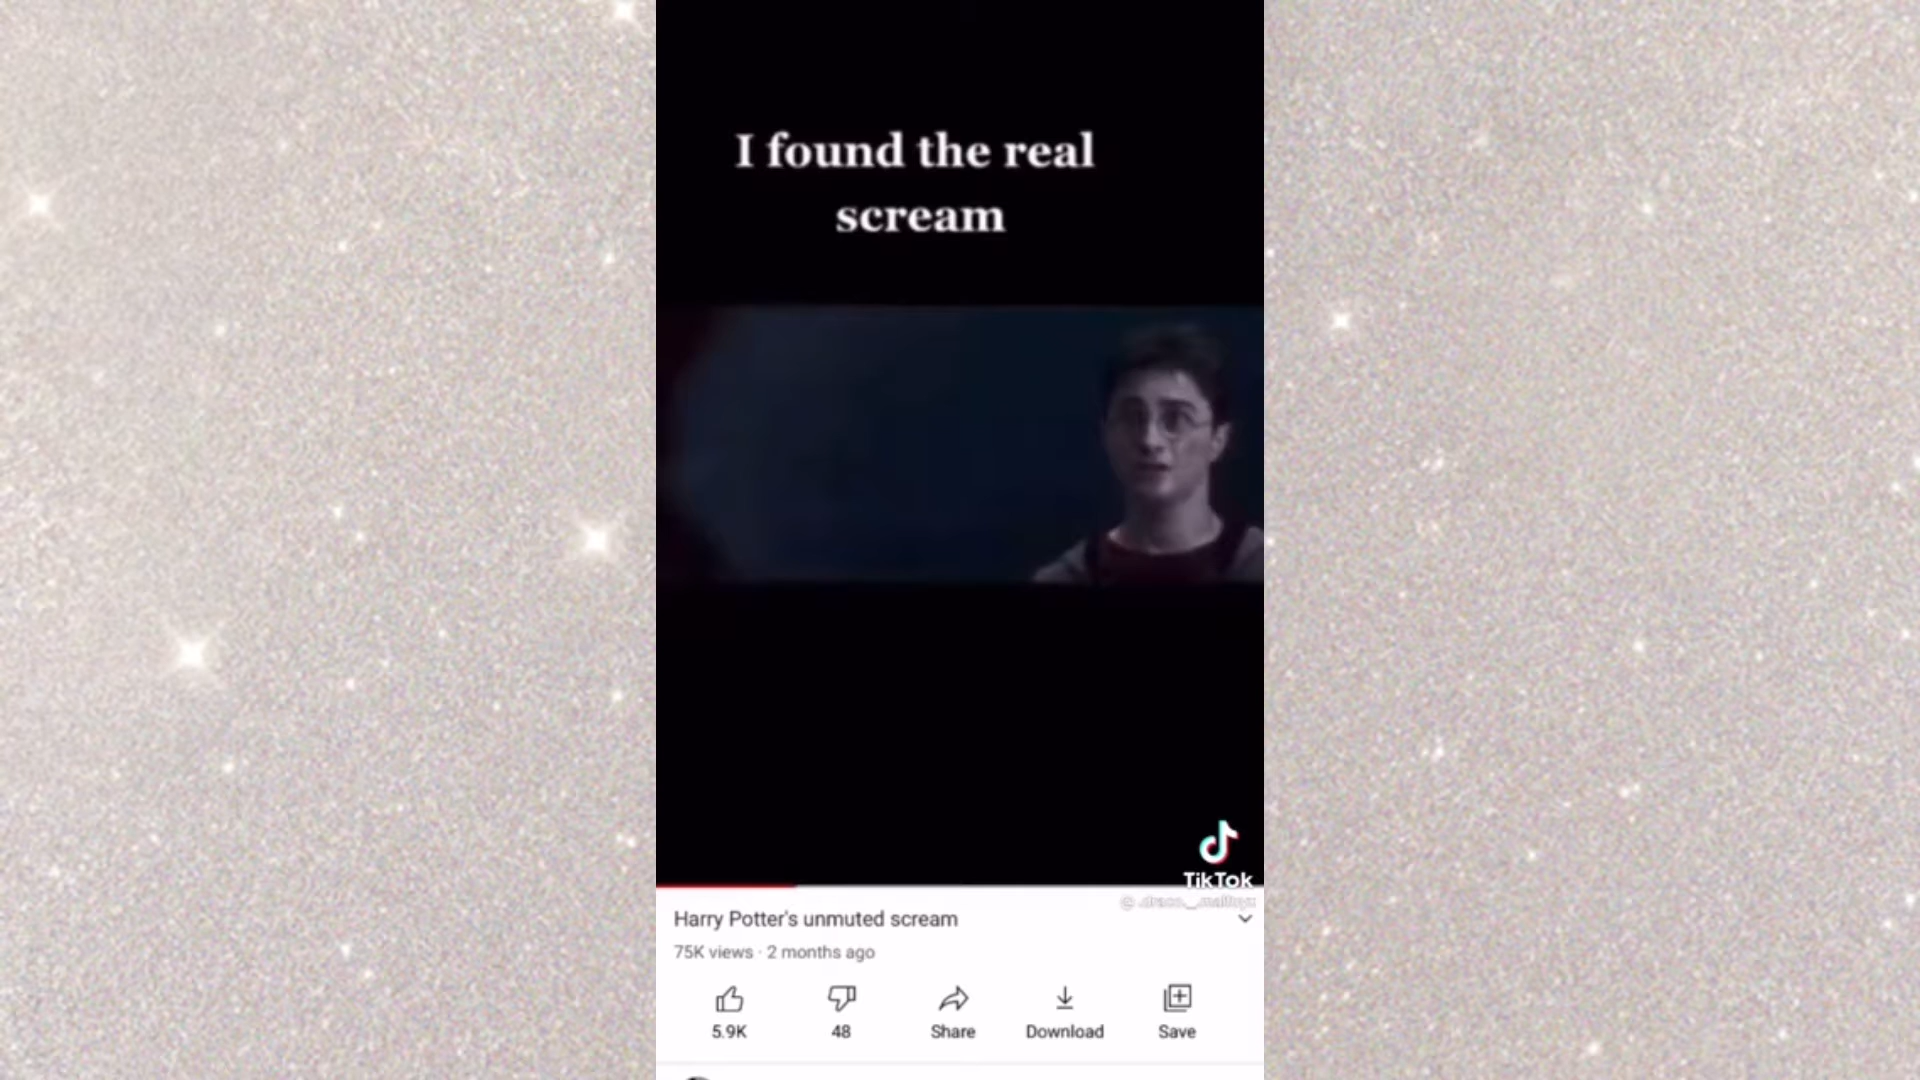 I found the real
scream
TikTok
Harry Potter's unmuted scream
75K views · 2 months ago
5.9K
48
Share
Download
Save